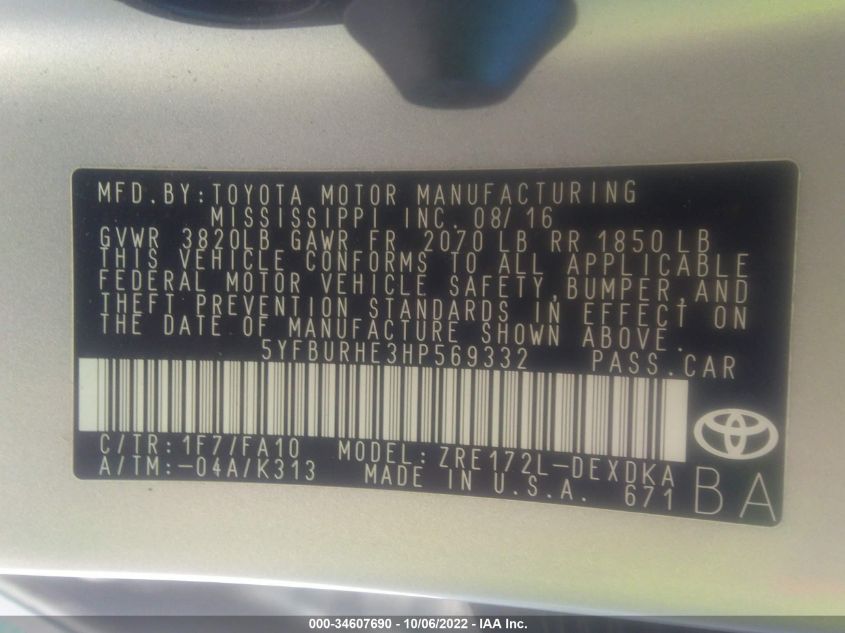 MFD.BY:TOYOTA MOTOR MANUFACTURING
MISSISSIPPI INC. 08/16
GVWR 3820LB GAWR FR 2070 LB RR 1850 LB
THIS VEHICLE CONFORMS TO ALL APPLICABLE
FEDERAL MOTOR VEHICLE SAFETY,BUMPER,AND
THEFT PREVENTION STANDARDS IN EFFECT ON
THE DATE OF MANUFACTURE SHOWN ABOVE.
5YFBURHE3HP569332 PASS.CAR
C/TR:1F7/FA10 MODEL:ZRE172L-DEXDKA
A/TM:-04A/K313 MADE IN U.S.A. 671
BA
000-34607690 - 10/06/2022 - IAA Inc.